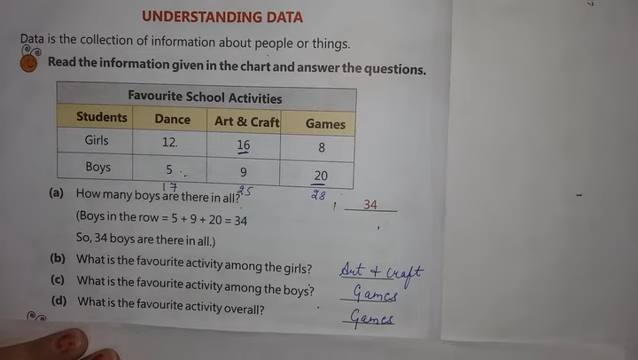 UNDERSTANDING DATA
Data is the collection of information about people or things.
Read the information given in the chart and answer the questions.
Favourite School Activities
Students Dance Art & Craft Games
Girls 12 16 8
Boys 5 9 20
17 25 28
(a) How many boys are there in all? 34
(Boys in the row = 5 + 9 + 20 = 34
So, 34 boys are there in all.)
(b) What is the favourite activity among the girls? Art + craft
(c) What is the favourite activity among the boys? Games
(d) What is the favourite activity overall? Games